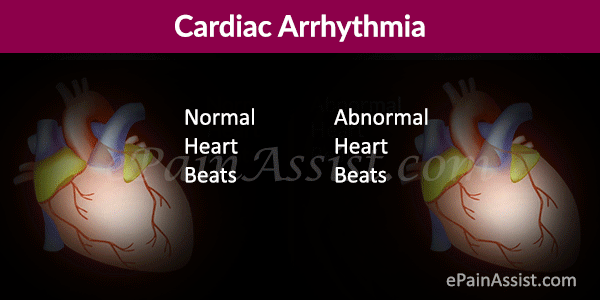 Cardiac Arrhythmia
Normal
Heart
Beats
Abnormal
Heart
Beats
ePainAssist.com
ePainAssist.com